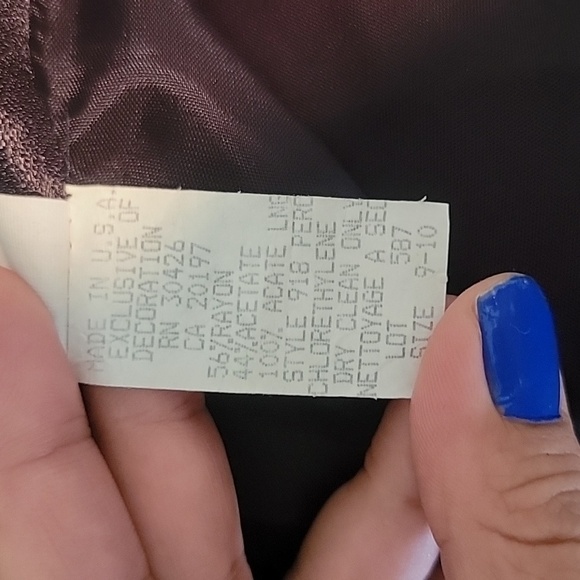 MADE IN U.S.A.
EXCLUSIVE OF
DECORATION
RN 30426
CA 20197
56%RAYON
44%ACETATE
100% ACATE LNG
STYLE 918 PERC
CHLORETHYLENE
DRY CLEAN ONLY
NETTOYAGE A SEC
LOT 587
SIZE 9-10